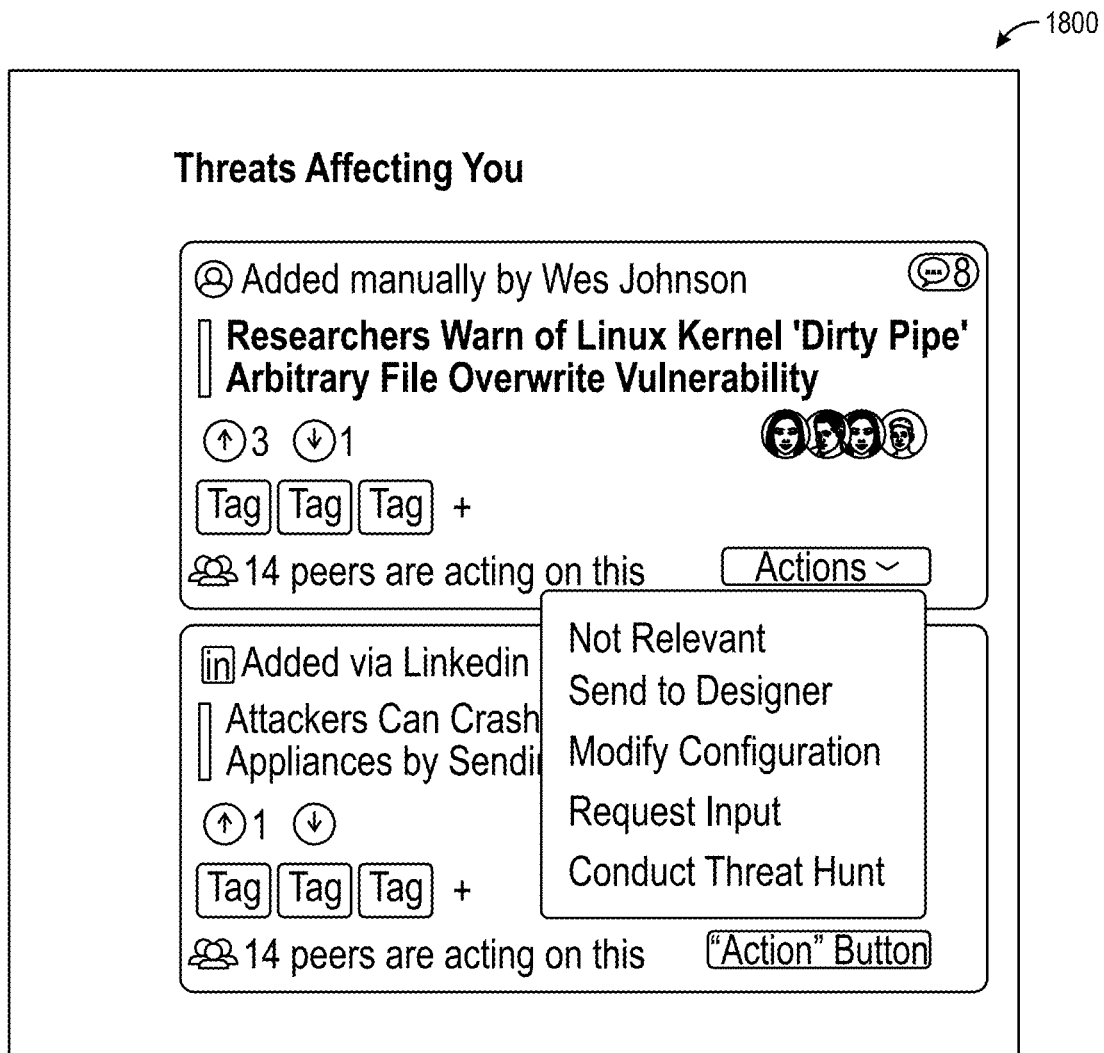 1800
Threats Affecting You
Added manually by Wes Johnson 8
Researchers Warn of Linux Kernel 'Dirty Pipe'
Arbitrary File Overwrite Vulnerability
3 1
Tag Tag Tag +
14 peers are acting on this Actions
Not Relevant
Send to Designer
Modify Configuration
Request Input
Conduct Threat Hunt
in Added via Linkedin
Attackers Can Crash
Appliances by
1
Tag Tag Tag +
14 peers are acting on this "Action" Button